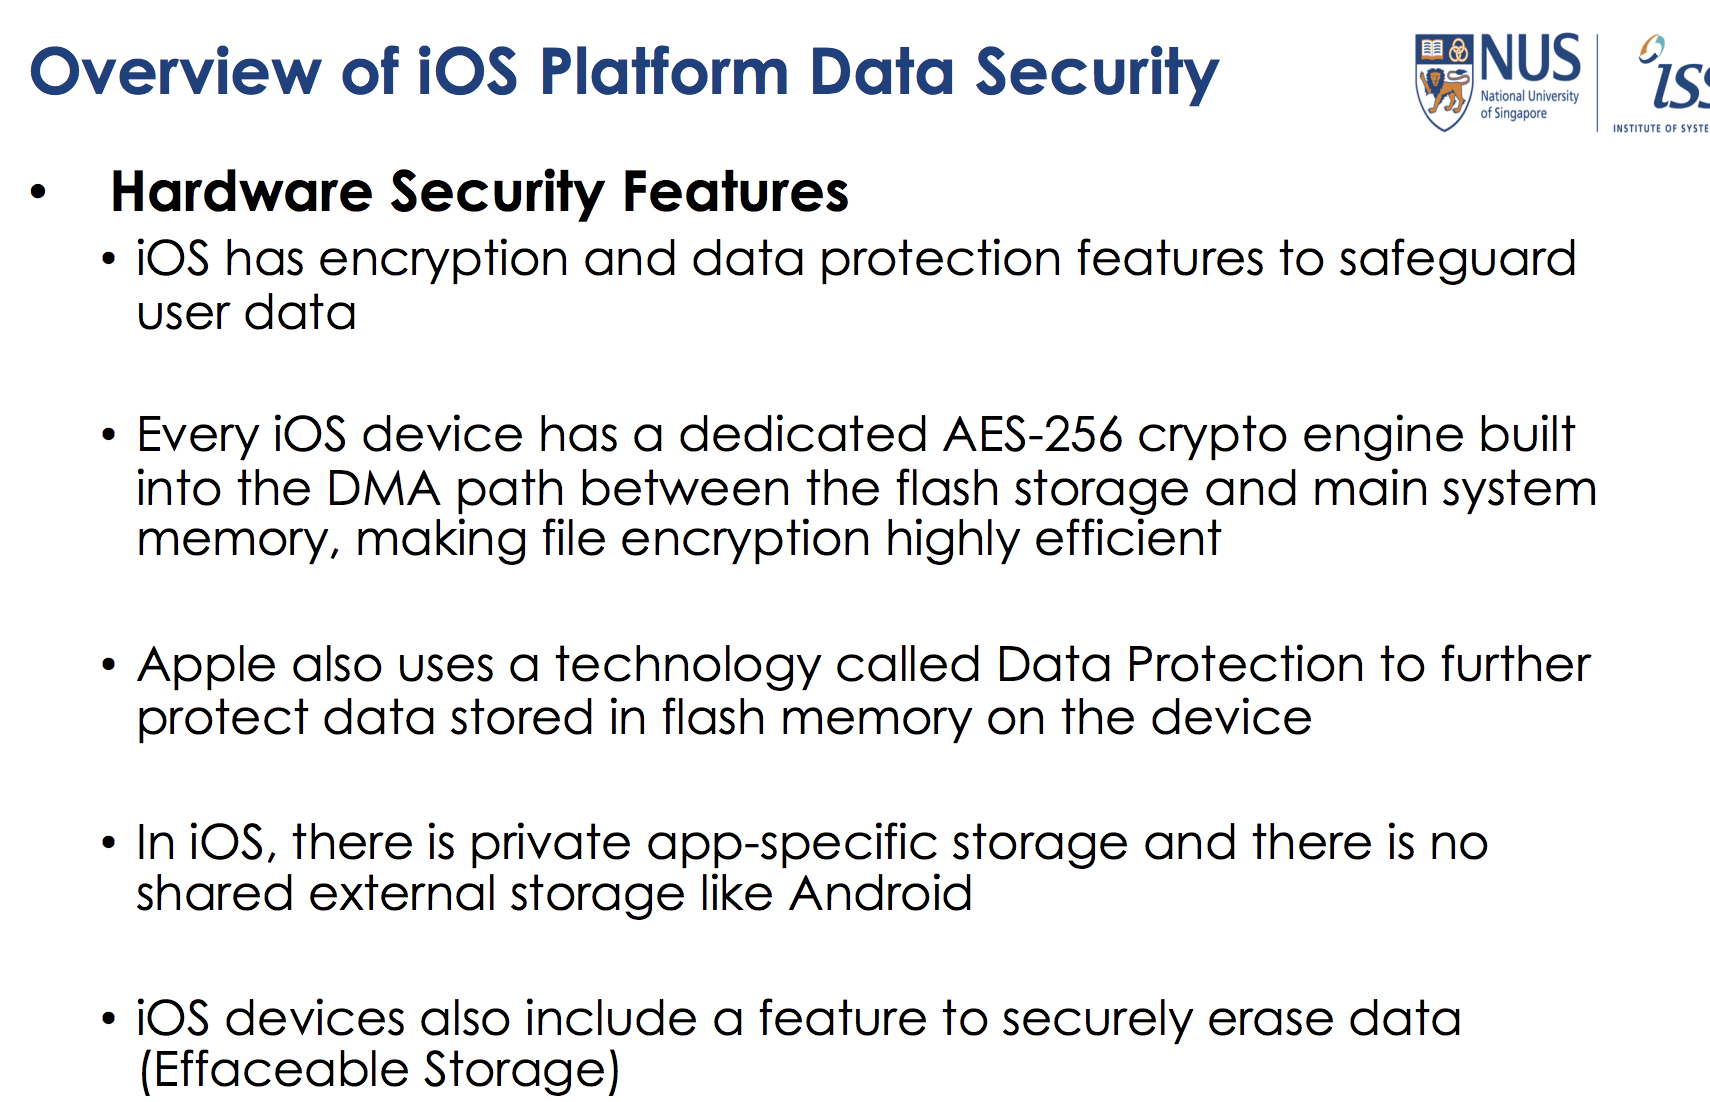 Overview of iOS Platform Data Security
NUS
National University
of Singapore
iss
INSTITUTE OF SYSTE
• Hardware Security Features
• iOS has encryption and data protection features to safeguard
user data
• Every iOS device has a dedicated AES-256 crypto engine built
into the DMA path between the flash storage and main system
memory, making file encryption highly efficient
• Apple also uses a technology called Data Protection to further
protect data stored in flash memory on the device
• In iOS, there is private app-specific storage and there is no
shared external storage like Android
• iOS devices also include a feature to securely erase data
(Effaceable Storage)